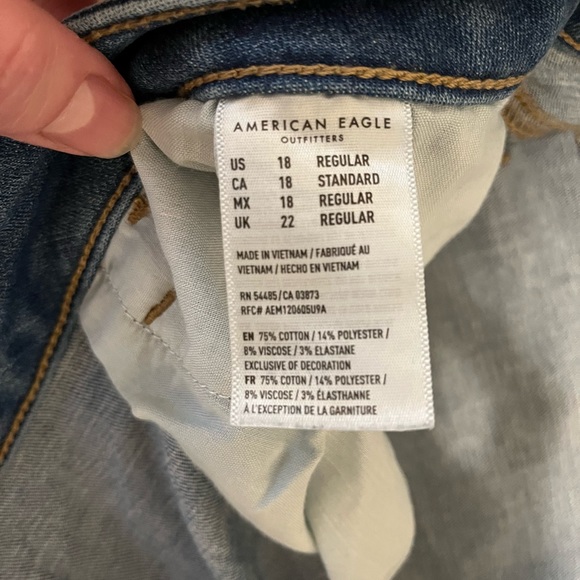 AMERICAN EAGLE
OUTFITTERS
US 18 REGULAR
CA 18 STANDARD
MX 18 REGULAR
UK 22 REGULAR
MADE IN VIETNAM / FABRIQUÉ AU
VIETNAM / HECHO EN VIETNAM
RN 54485/CA 03873
RFC# AEM120605U9A
EN 75% COTTON / 14% POLYESTER /
8% VISCOSE / 3% ELASTANE
EXCLUSIVE OF DECORATION
FR 75% COTON / 14% POLYESTER /
8% VISCOSE / 3% ÉLASTHANNE
À L'EXCEPTION DE LA GARNITURE